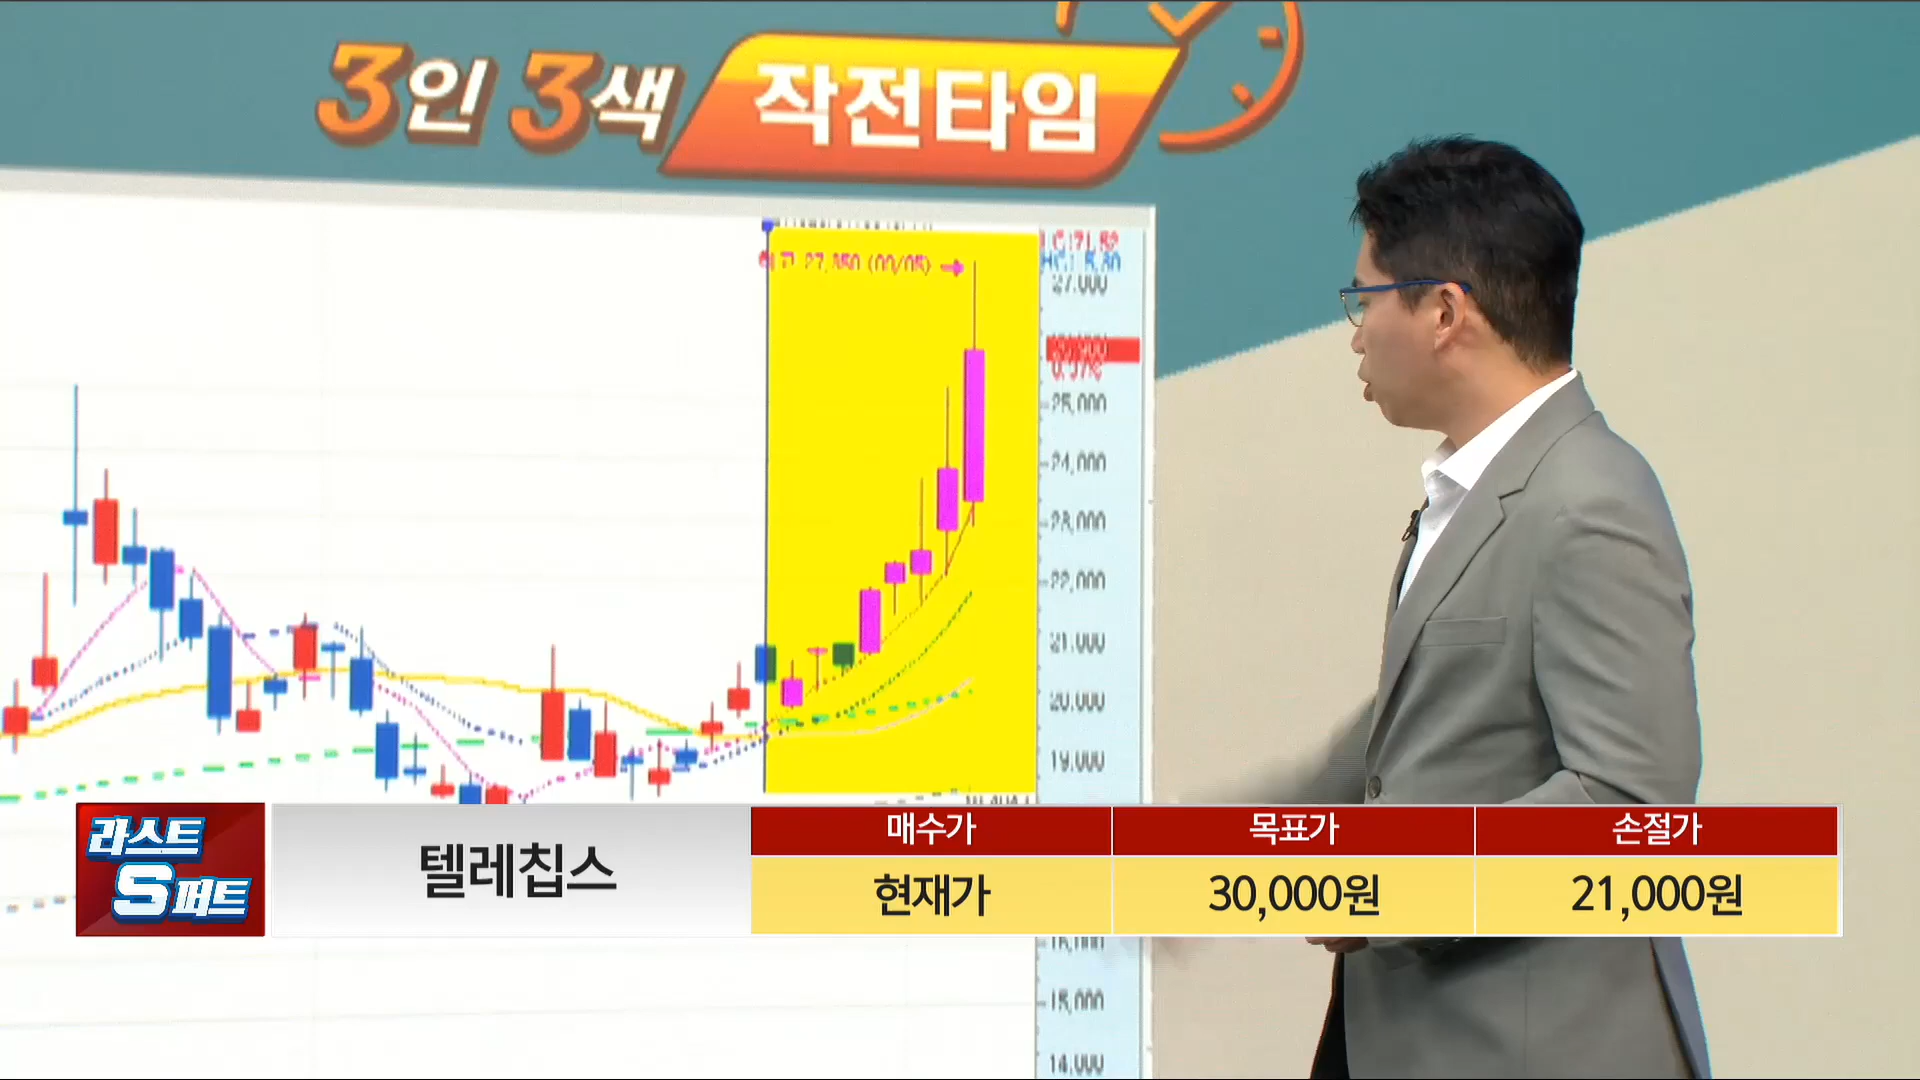 3인 3색 작전타임
27,000
25,000
24,000
23,000
22,000
21,000
20,000
19,000
15,000
14,000
라스트
S퍼트
텔레칩스
매수가
목표가
손절가
현재가
30,000원
21,000원